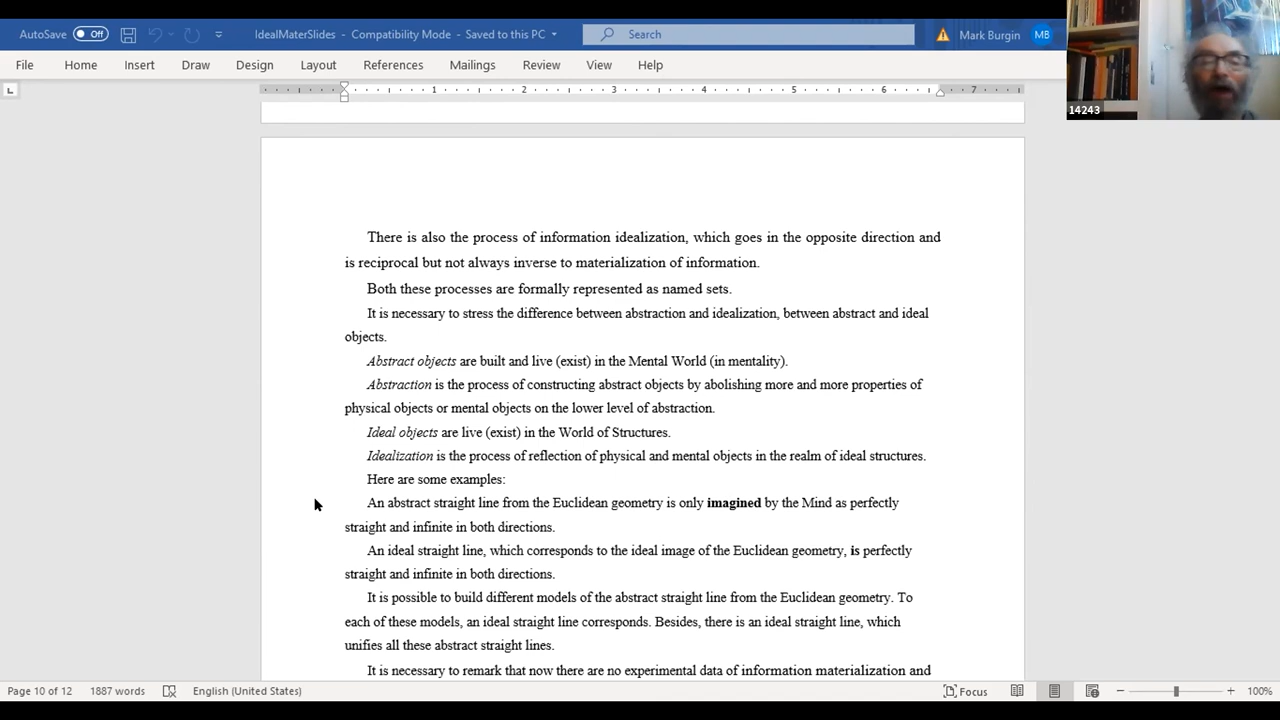 AutoSave Off IdealMaterSlides - Compatibility Mode - Saved to this PC Search Mark Burgin MB
File Home Insert Draw Design Layout References Mailings Review View Help
14243
1 2 3 4 5 6 7
There is also the process of information idealization, which goes in the opposite direction and
is reciprocal but not always inverse to materialization of information.
Both these processes are formally represented as named sets.
It is necessary to stress the difference between abstraction and idealization, between abstract and ideal
objects.
Abstract objects are built and live (exist) in the Mental World (in mentality).
Abstraction is the process of constructing abstract objects by abolishing more and more properties of
physical objects or mental objects on the lower level of abstraction.
Ideal objects are live (exist) in the World of Structures.
Idealization is the process of reflection of physical and mental objects in the realm of ideal structures.
Here are some examples:
An abstract straight line from the Euclidean geometry is only imagined by the Mind as perfectly
straight and infinite in both directions.
An ideal straight line, which corresponds to the ideal image of the Euclidean geometry, is perfectly
straight and infinite in both directions.
It is possible to build different models of the abstract straight line from the Euclidean geometry. To
each of these models, an ideal straight line corresponds. Besides, there is an ideal straight line, which
unifies all these abstract straight lines.
It is necessary to remark that now there are no experimental data of information materialization and
Page 10 of 12 1887 words English (United States) Focus 100%